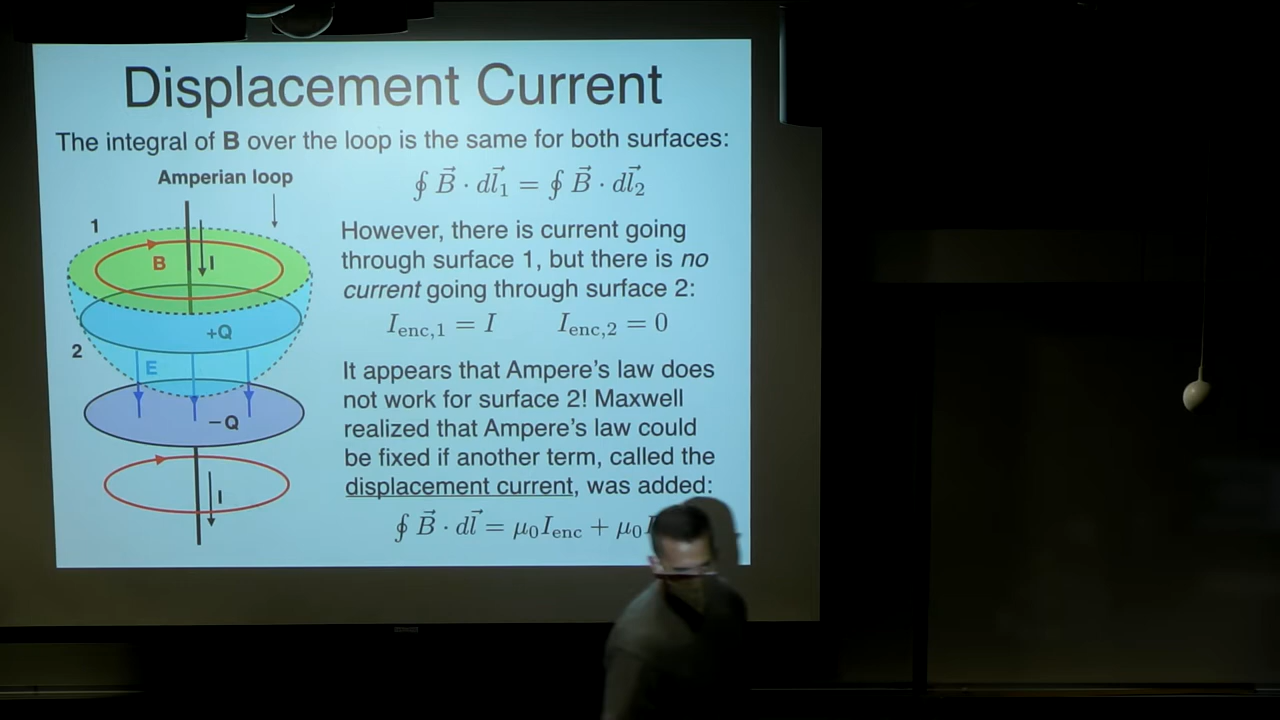 Displacement Current
The integral of B over the loop is the same for both surfaces:
Amperian loop
∮ B⃗ · dl⃗₁ = ∮ B⃗ · dl⃗₂
1
B
I
+Q
2
E
−Q
I
However, there is current going
through surface 1, but there is no
current going through surface 2:
I_enc,1 = I   I_enc,2 = 0
It appears that Ampere's law does
not work for surface 2! Maxwell
realized that Ampere's law could
be fixed if another term, called the
displacement current, was added:
∮ B⃗ · dl⃗ = μ₀I_enc + μ₀